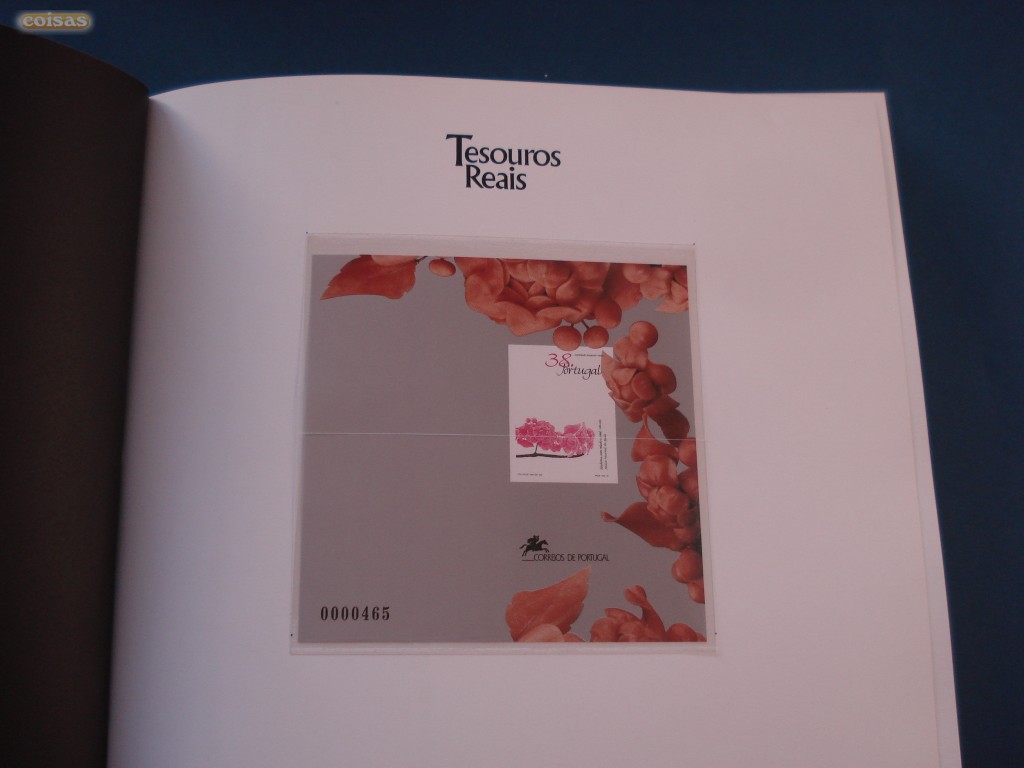 coisas
Tesouros
Reais
38.
Portugal
CORREIOS DE PORTUGAL
0000465